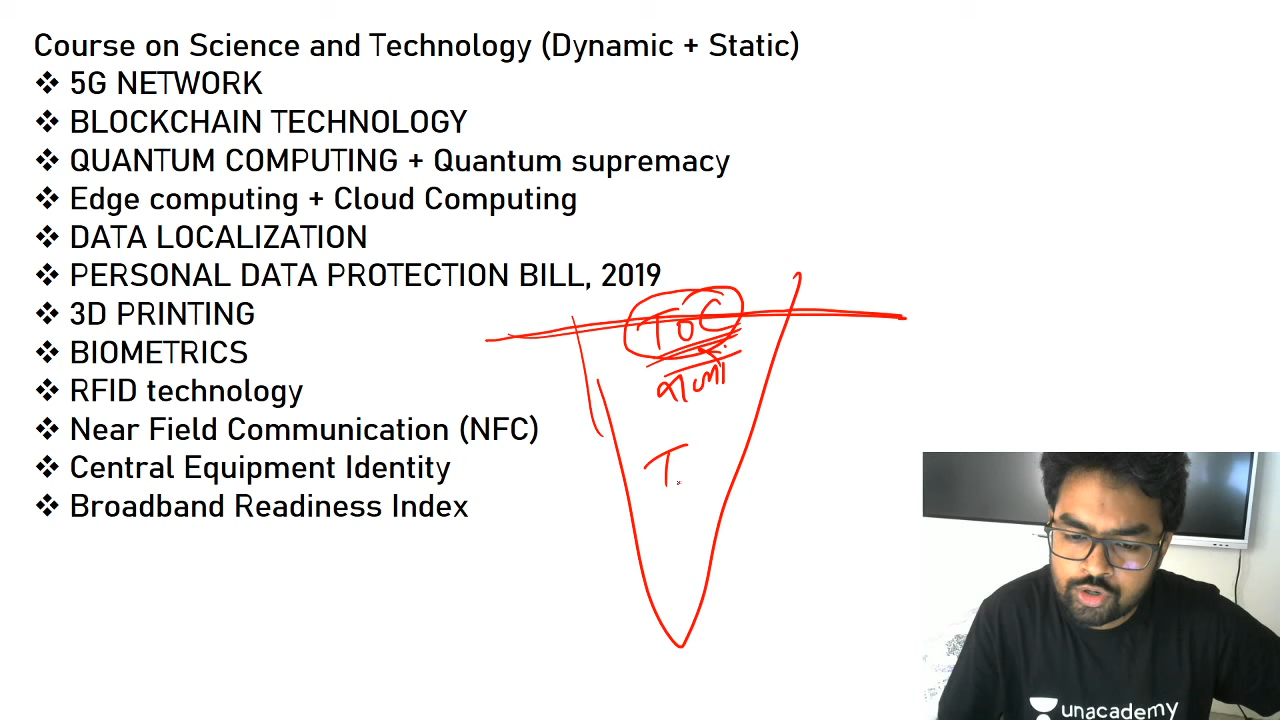 Course on Science and Technology (Dynamic + Static)
❖ 5G NETWORK
❖ BLOCKCHAIN TECHNOLOGY
❖ QUANTUM COMPUTING + Quantum supremacy
❖ Edge computing + Cloud Computing
❖ DATA LOCALIZATION
❖ PERSONAL DATA PROTECTION BILL, 2019
❖ 3D PRINTING
❖ BIOMETRICS
❖ RFID technology
❖ Near Field Communication (NFC)
❖ Central Equipment Identity
❖ Broadband Readiness Index
ToC
T
unacademy